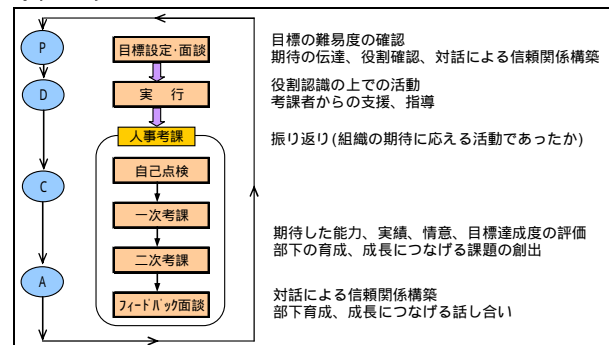 P
目標設定・面談
目標の難易度の確認
期待の伝達、役割確認、対話による信頼関係構築
D
実 行
役割認識の上での活動
考課者からの支援、指導
人事考課
振り返り(組織の期待に応える活動であったか)
自己点検
C
一次考課
期待した能力、実績、情意、目標達成度の評価
部下の育成、成長につなげる課題の創出
二次考課
A
フィードバック面談
対話による信頼関係構築
部下育成、成長につなげる話し合い